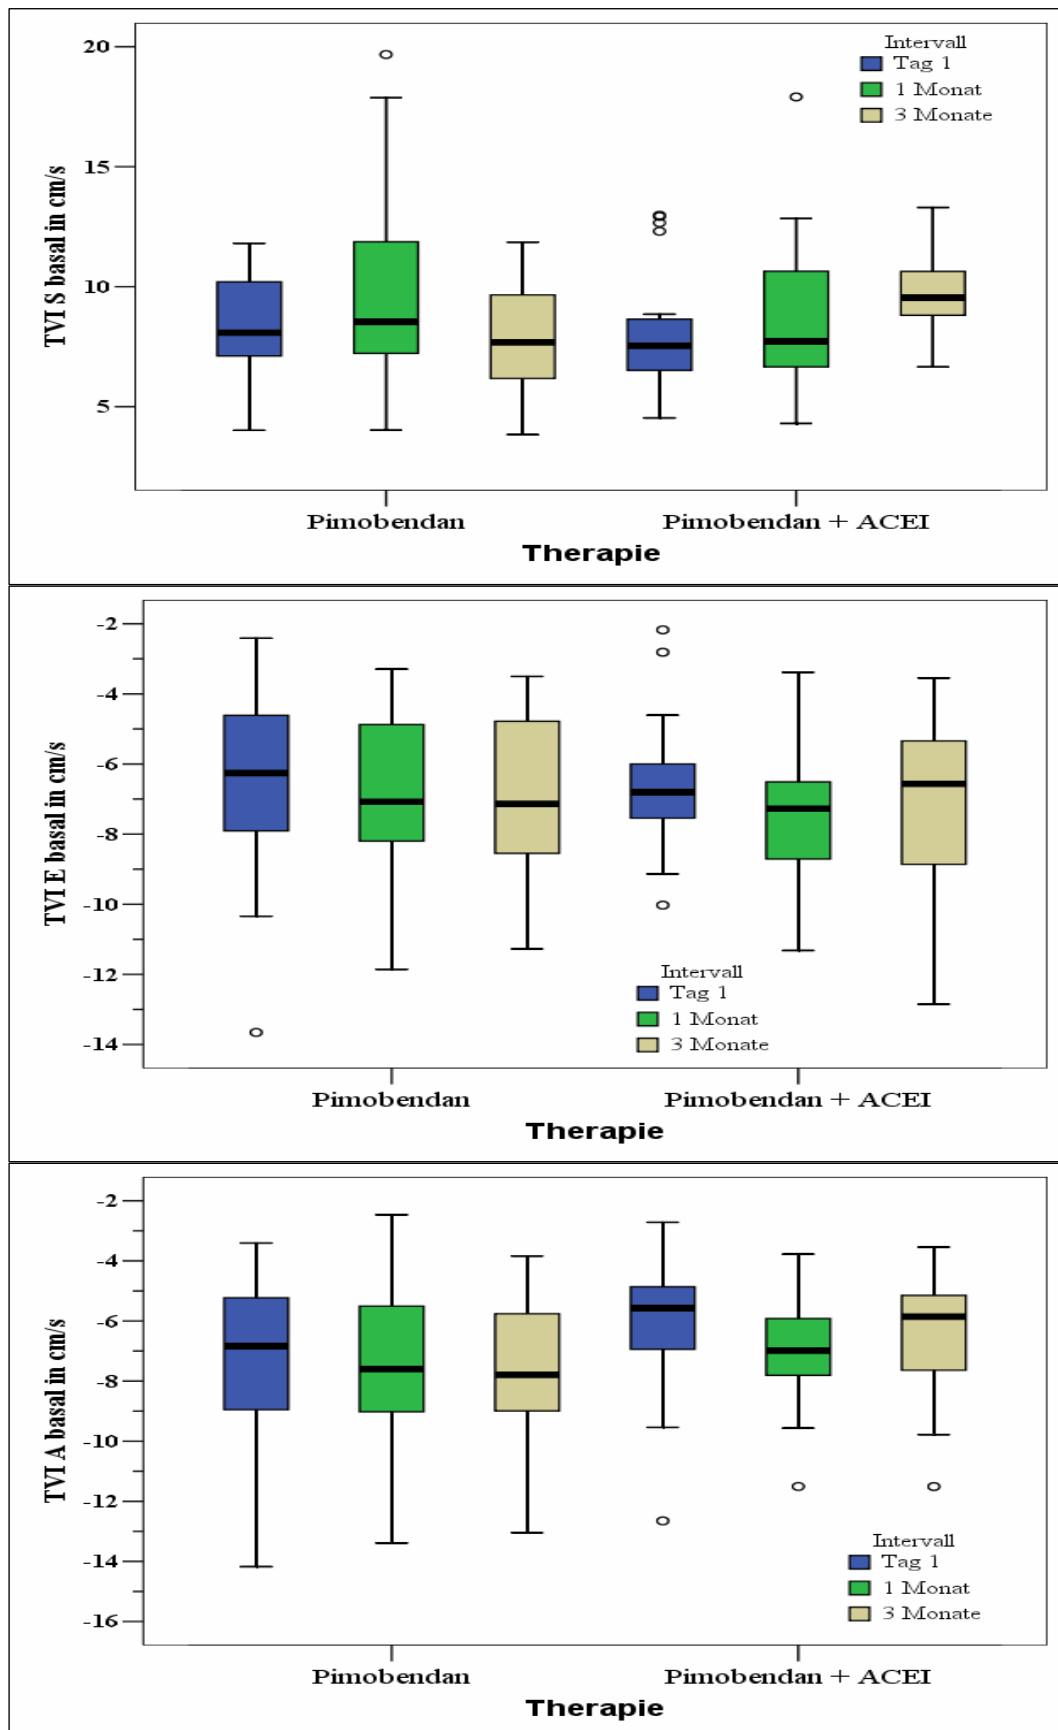 TVI S basal in cm/s
20
15
10
5
Intervall
Tag 1
1 Monat
3 Monate
Pimobendan
Pimobendan + ACEI
Therapie
TVI E basal in cm/s
-2
-4
-6
-8
-10
-12
-14
Intervall
Tag 1
1 Monat
3 Monate
Pimobendan
Pimobendan + ACEI
Therapie
TVI A basal in cm/s
-2
-4
-6
-8
-10
-12
-14
-16
Intervall
Tag 1
1 Monat
3 Monate
Pimobendan
Pimobendan + ACEI
Therapie